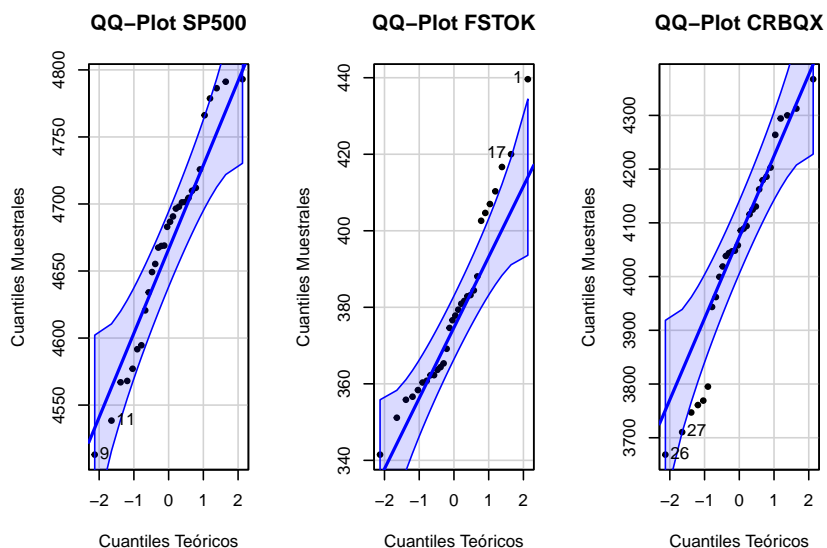 QQ−Plot SP500
4800
4750
4700
4650
4600
4550
Cuantiles Muestrales
9
11
−2 −1 0 1 2
Cuantiles Teóricos
QQ−Plot FSTOK
440
420
400
380
360
340
Cuantiles Muestrales
1
17
−2 −1 0 1 2
Cuantiles Teóricos
QQ−Plot CRBQX
4300
4200
4100
4000
3900
3800
3700
Cuantiles Muestrales
27
26
−2 −1 0 1 2
Cuantiles Teóricos